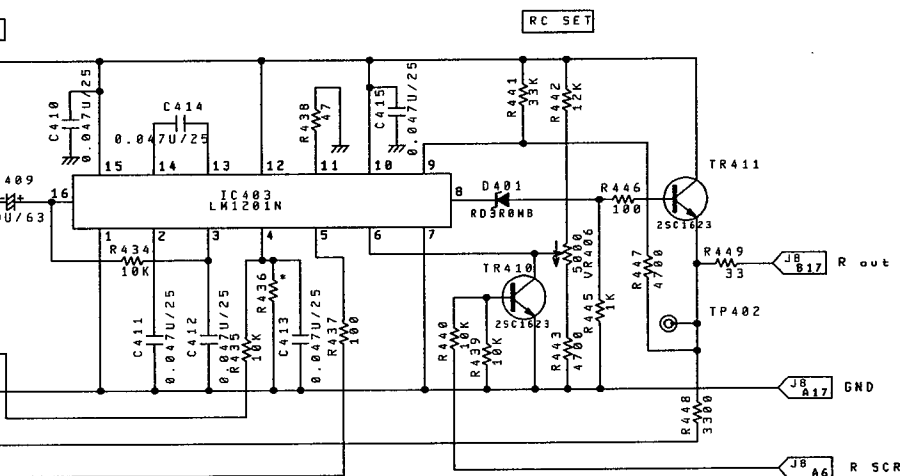 RC SET
C410
0.047U/25
C414
0.047U/25
R438
47
C415
0.047U/25
R441
33K
R442
12K
15
14
13
12
11
10
9
TR411
409
16
IC403
LM1201N
8
D401
RD3R0MB
R446
100
2SC1623
0U/63
1
2
3
4
5
6
7
R434
10K
R436
*
TR410
2SC1623
5000
VR406
R447
4700
R449
33
J8
B17
R out
TP402
C411
0.047U/25
C412
0.047U/25
R435
10K
C413
0.047U/25
R437
100
R440
10K
R439
10K
R443
4700
R445
1K
J8
A17
GND
R448
3300
J8
A6
R SCR